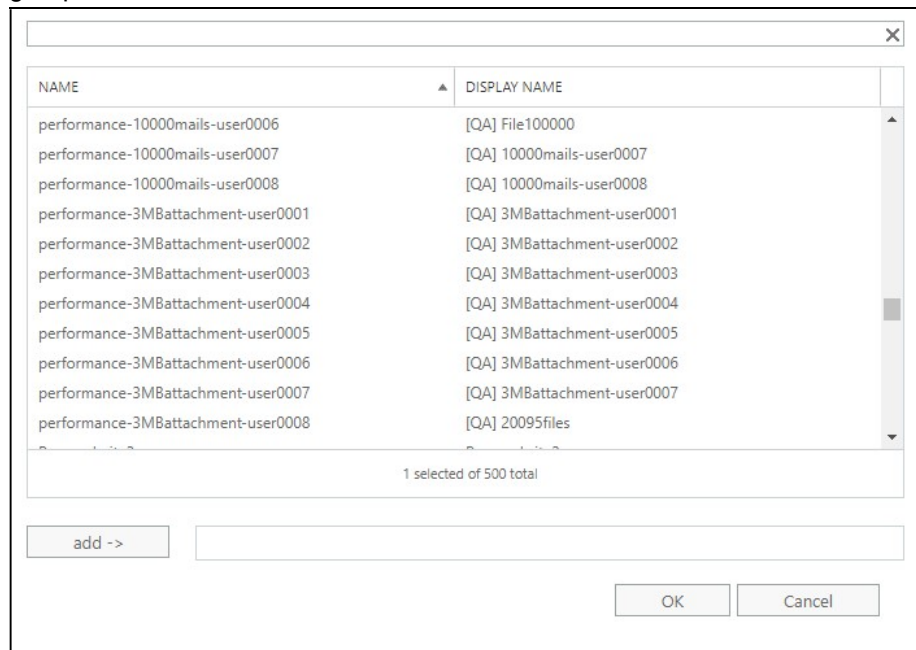 NAME DISPLAY NAME
performance-10000mails-user0006 [QA] File100000
performance-10000mails-user0007 [QA] 10000mails-user0007
performance-10000mails-user0008 [QA] 10000mails-user0008
performance-3MBattachment-user0001 [QA] 3MBattachment-user0001
performance-3MBattachment-user0002 [QA] 3MBattachment-user0002
performance-3MBattachment-user0003 [QA] 3MBattachment-user0003
performance-3MBattachment-user0004 [QA] 3MBattachment-user0004
performance-3MBattachment-user0005 [QA] 3MBattachment-user0005
performance-3MBattachment-user0006 [QA] 3MBattachment-user0006
performance-3MBattachment-user0007 [QA] 3MBattachment-user0007
performance-3MBattachment-user0008 [QA] 20095files
1 selected of 500 total
add ->
OK Cancel